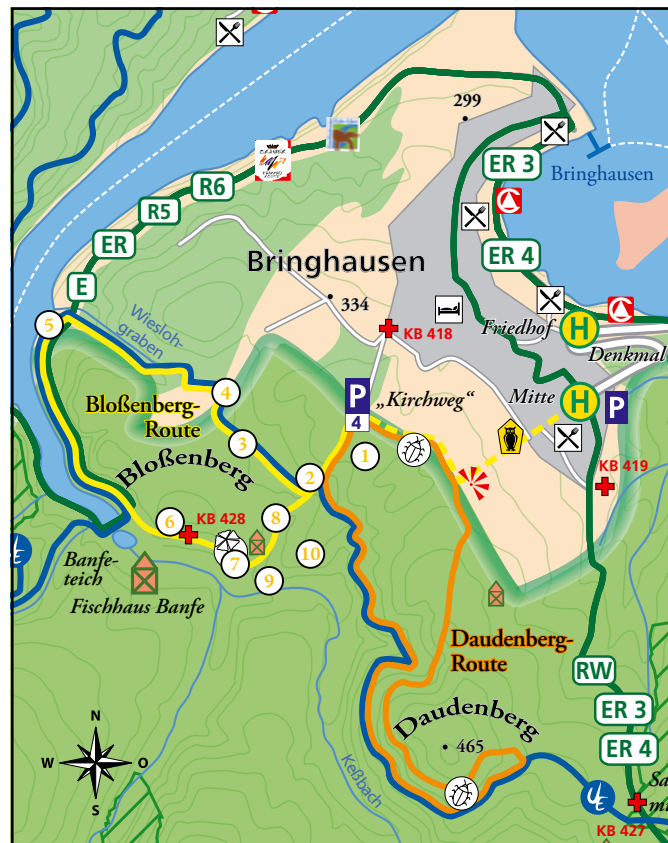 299
ER 3
Bringhausen
R6
R5
ER
ER 4
Bringhausen
E
334
Wiesloh-
graben
KB 418
Friedhof
H
Denkmal
5
Mitte
H
P
P
4
„Kirchweg“
4
Bloßenberg-
Route
3
1
Bloßenberg
2
KB 419
6
KB 428
8
7
10
9
UE
Banfe-
teich
Fischhaus Banfe
Daudenberg-
Route
RW
ER 3
ER 4
Daudenberg
465
N
W
O
S
Keßbach
UE
KB 427